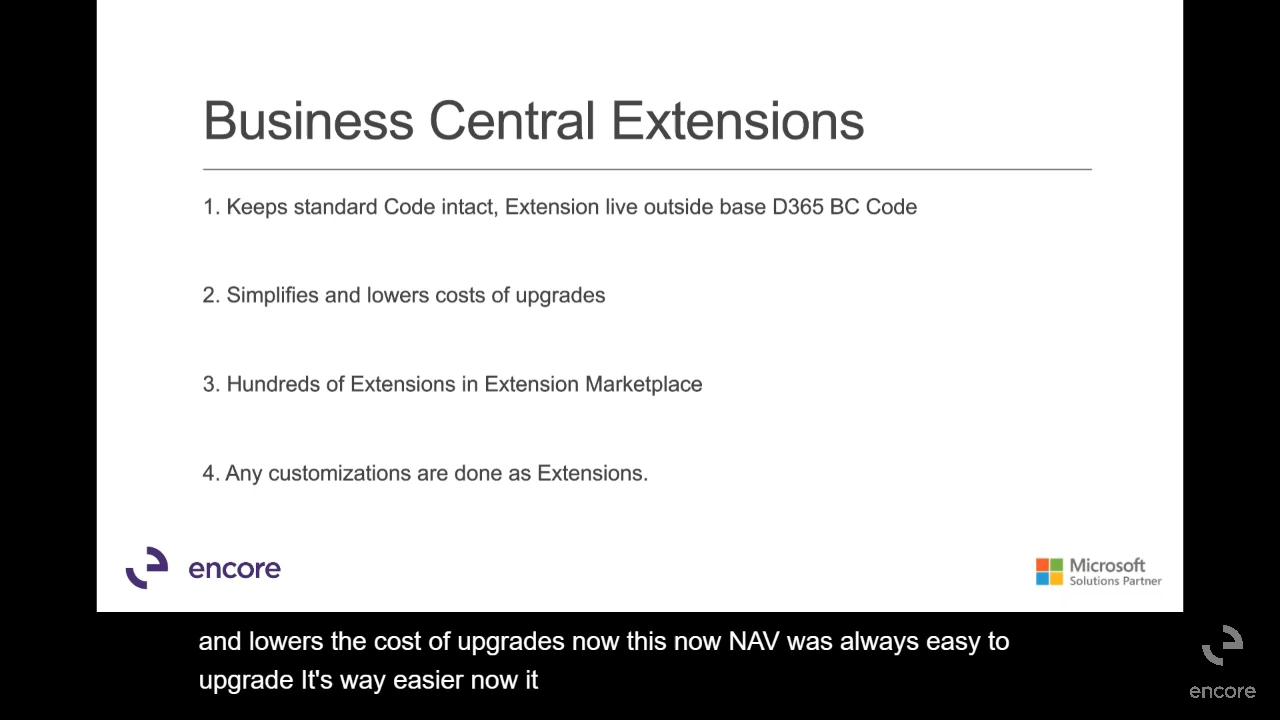 Business Central Extensions
1. Keeps standard Code intact, Extension live outside base D365 BC Code
2. Simplifies and lowers costs of upgrades
3. Hundreds of Extensions in Extension Marketplace
4. Any customizations are done as Extensions.
encore
Microsoft
Solutions Partner
and lowers the cost of upgrades now this now NAV was always easy to
upgrade It's way easier now it
encore